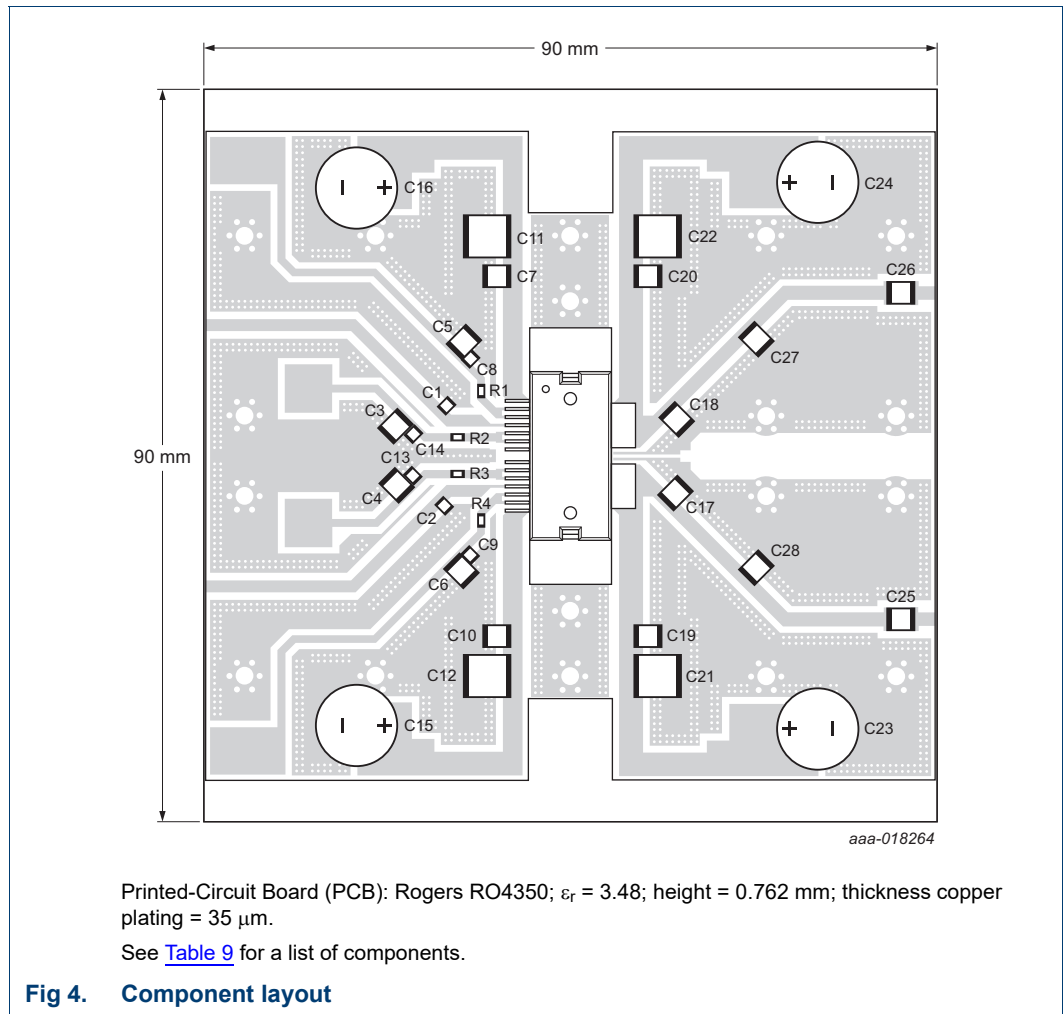 90 mm
C16
C24
C11
C22
C7
C20
C26
C5
C27
C8
C1
R1
C3
C18
C14
R2
90 mm
C13
R3
C4
C17
R4
C2
C9
C28
C6
C25
C10
C19
C12
C21
C15
C23
aaa-018264
Printed-Circuit Board (PCB): Rogers RO4350; εr = 3.48; height = 0.762 mm; thickness copper
plating = 35 μm.
See Table 9 for a list of components.
Fig 4. Component layout